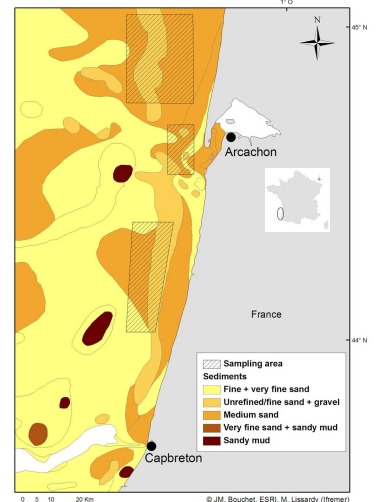 1° O
45° N
N
Arcachon
France
44° N
Sampling area
Sediments
Fine + very fine sand
Unrefined/fine sand + gravel
Medium sand
Very fine sand + sandy mud
Sandy mud
Capbreton
0 5 10 20 Km
© JM. Bouchet, ESRI, M. Lissardy (Ifremer)